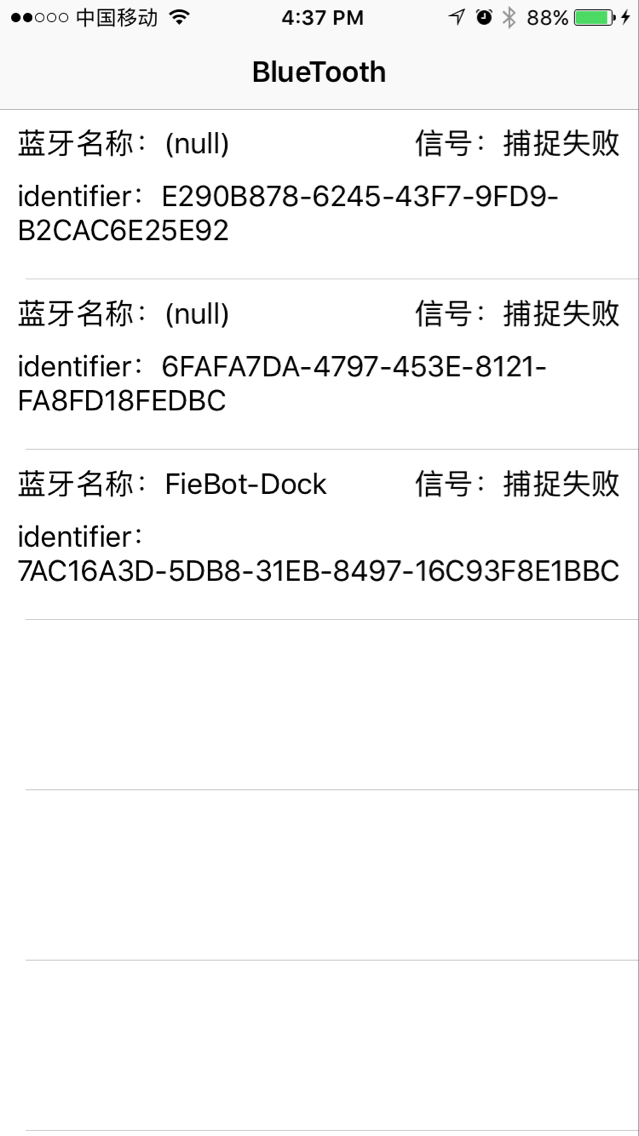 中国移动 4:37 PM 88%
BlueTooth
蓝牙名称：(null) 信号：捕捉失败
identifier：E290B878-6245-43F7-9FD9-
B2CAC6E25E92
蓝牙名称：(null) 信号：捕捉失败
identifier：6FAFA7DA-4797-453E-8121-
FA8FD18FEDBC
蓝牙名称：FieBot-Dock 信号：捕捉失败
identifier：
7AC16A3D-5DB8-31EB-8497-16C93F8E1BBC